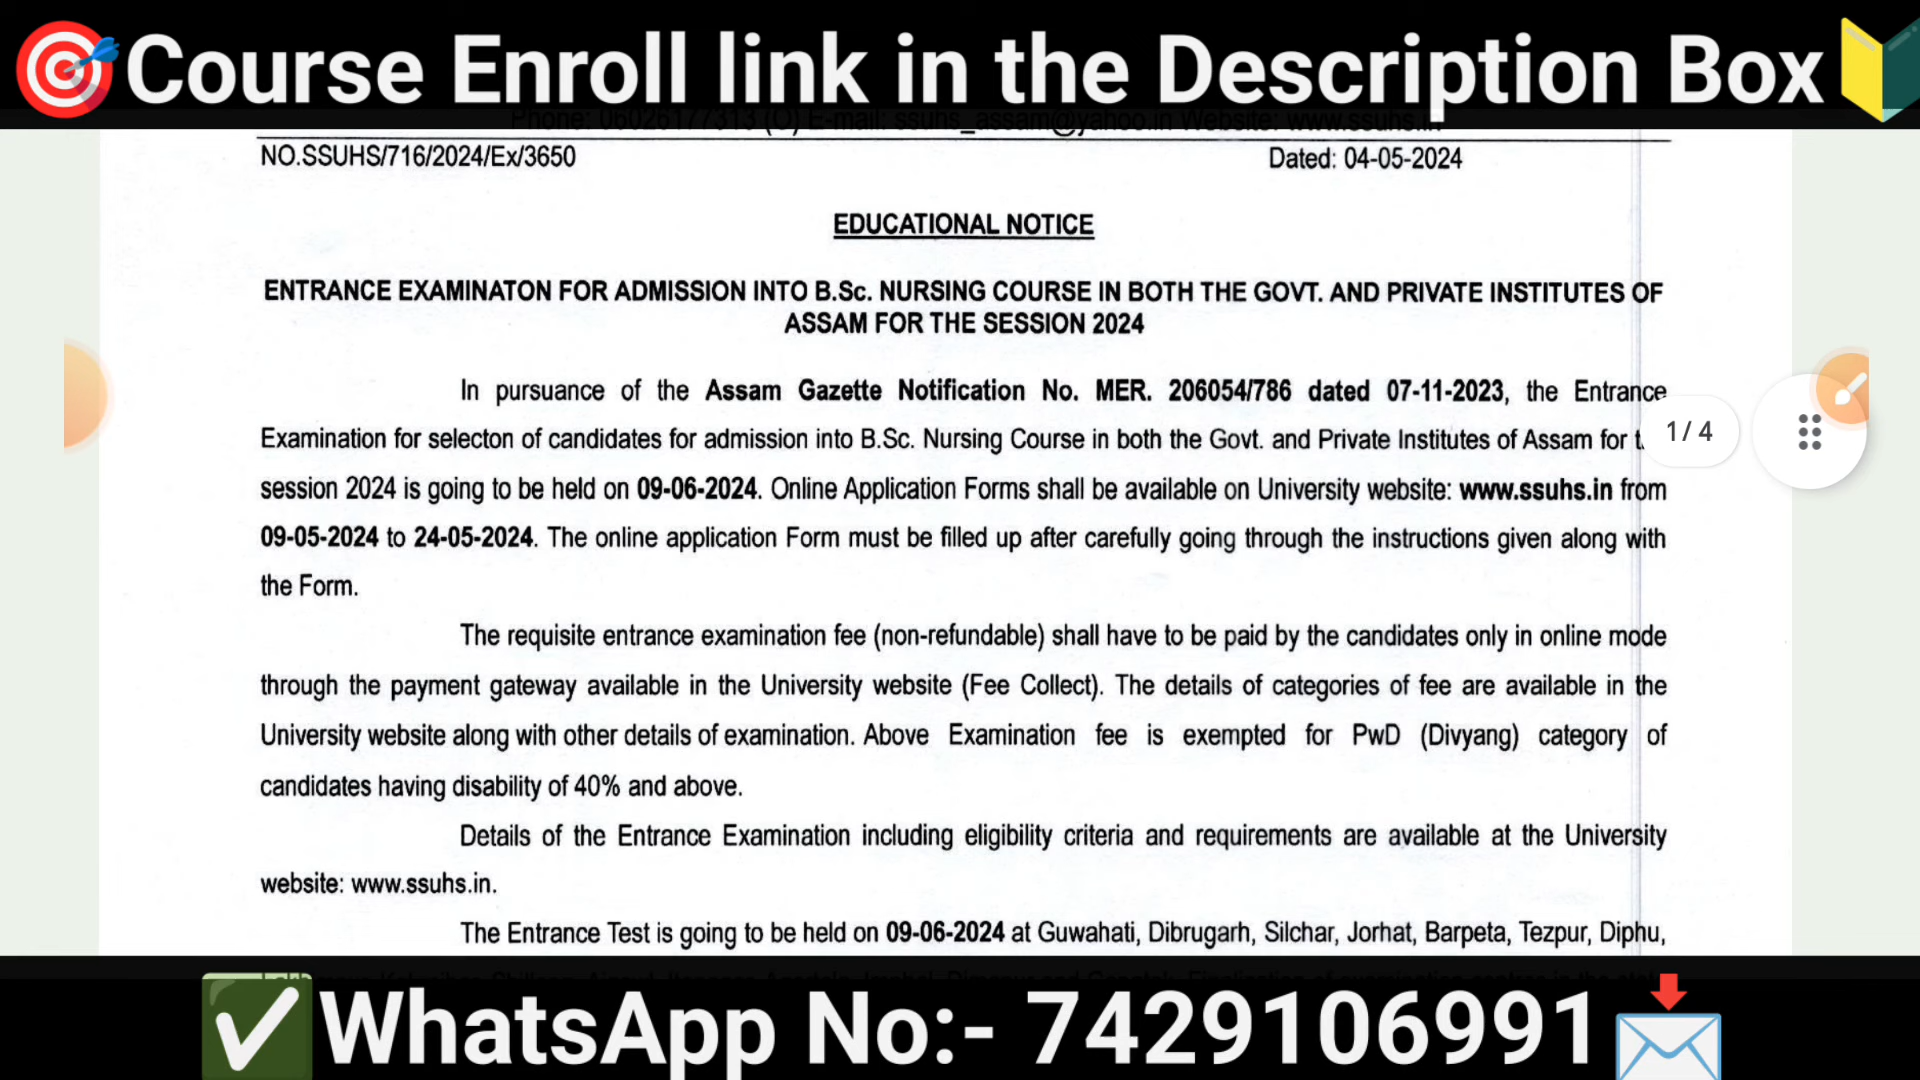 Course Enroll link in the Description Box
Phone: 06026177313 (O) E-mail: ssuhs_assam@yahoo.in Website: www.ssuhs.in
NO.SSUHS/716/2024/Ex/3650 Dated: 04-05-2024
EDUCATIONAL NOTICE
ENTRANCE EXAMINATON FOR ADMISSION INTO B.Sc. NURSING COURSE IN BOTH THE GOVT. AND PRIVATE INSTITUTES OF
ASSAM FOR THE SESSION 2024
In pursuance of the Assam Gazette Notification No. MER. 206054/786 dated 07-11-2023, the Entrance
Examination for selecton of candidates for admission into B.Sc. Nursing Course in both the Govt. and Private Institutes of Assam for
1 / 4
session 2024 is going to be held on 09-06-2024. Online Application Forms shall be available on University website: www.ssuhs.in from
09-05-2024 to 24-05-2024. The online application Form must be filled up after carefully going through the instructions given along with
the Form.
The requisite entrance examination fee (non-refundable) shall have to be paid by the candidates only in online mode
through the payment gateway available in the University website (Fee Collect). The details of categories of fee are available in the
University website along with other details of examination. Above Examination fee is exempted for PwD (Divyang) category of
candidates having disability of 40% and above.
Details of the Entrance Examination including eligibility criteria and requirements are available at the University
website: www.ssuhs.in.
The Entrance Test is going to be held on 09-06-2024 at Guwahati, Dibrugarh, Silchar, Jorhat, Barpeta, Tezpur, Diphu,
WhatsApp No:- 7429106991